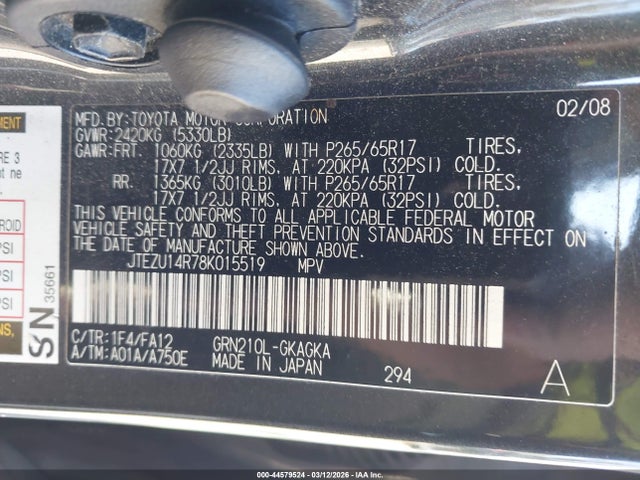 MFD.BY:TOYOTA MOTOR CORPORATION 02/08
GVWR:2420KG (5330LB)
GAWR:FRT. 1060KG (2335LB) WITH P265/65R17 TIRES,
17X7 1/2JJ RIMS, AT 220KPA (32PSI) COLD.
RR. 1365KG (3010LB) WITH P265/65R17 TIRES,
17X7 1/2JJ RIMS, AT 220KPA (32PSI) COLD.
THIS VEHICLE CONFORMS TO ALL APPLICABLE FEDERAL MOTOR
VEHICLE SAFETY AND THEFT PREVENTION STANDARDS IN EFFECT ON
THE DATE OF MANUFACTURE SHOWN ABOVE.
JTEZU14R78K015519 MPV
C/TR:1F4/FA12 GRN210L-GKAGKA
A/TM:A01A/A750E MADE IN JAPAN
294
A
SN
35661
PSI
PSI
000-44579524 - 03/12/2026 - IAA Inc.